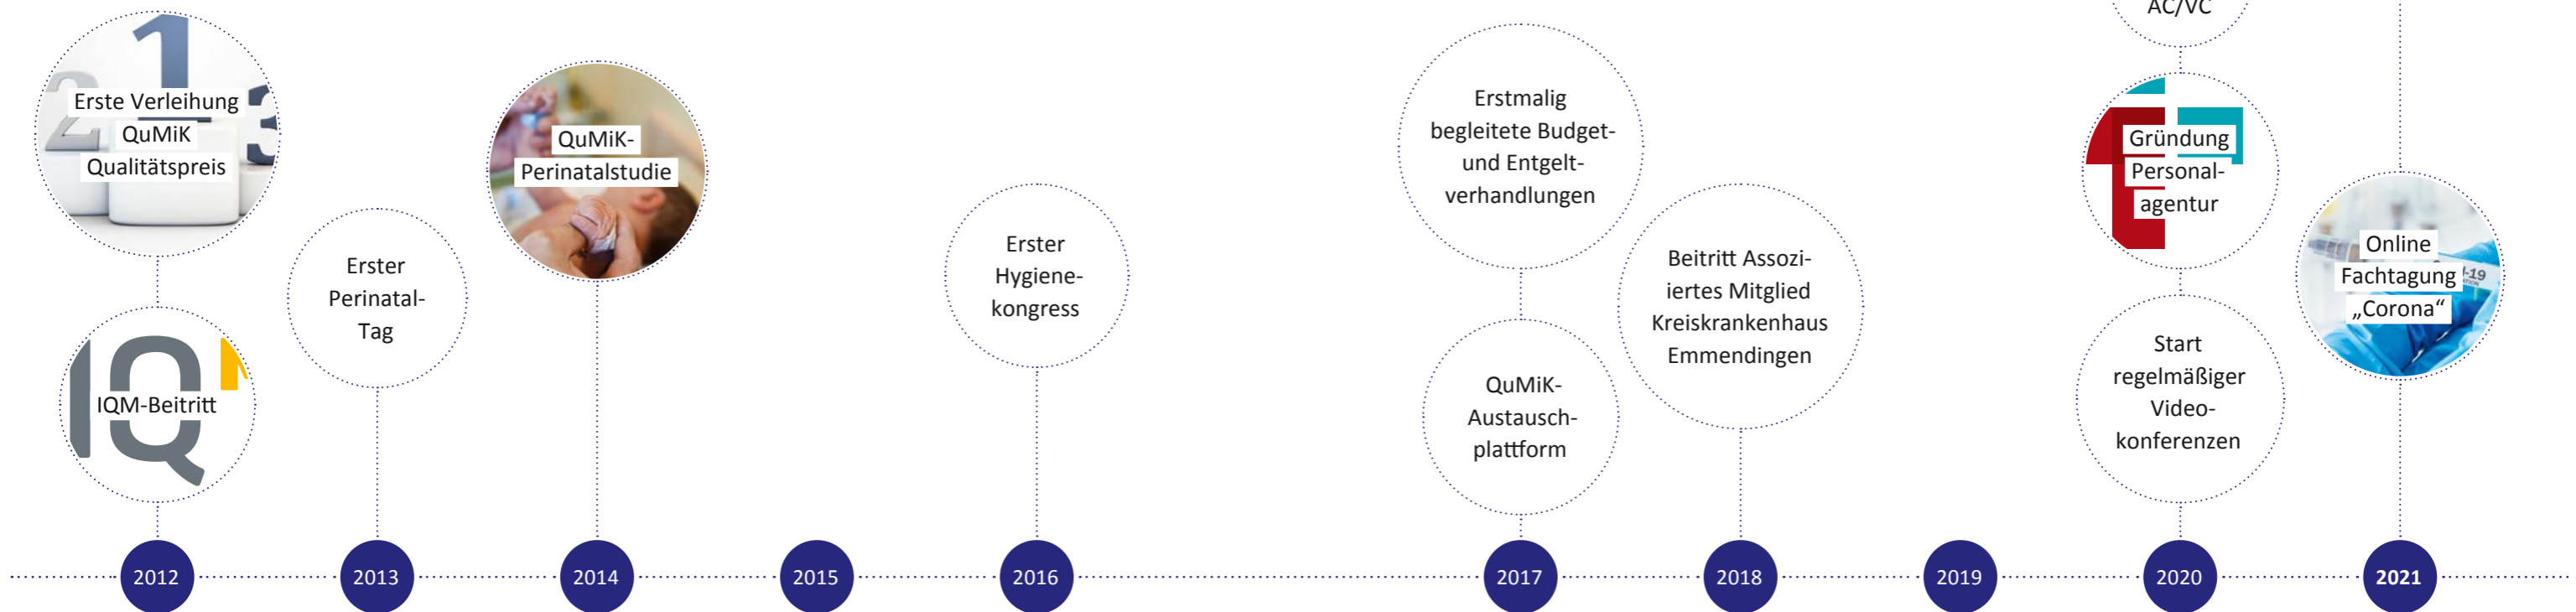 AC/VC
Erste Verleihung
QuMiK
Qualitätspreis
IQM-Beitritt
Erster
Perinatal-
Tag
QuMiK-
Perinatalstudie
Erster
Hygiene-
kongress
Erstmalig
begleitete Budget-
und Entgelt-
verhandlungen
QuMiK-
Austausch-
plattform
Beitritt Assozi-
iertes Mitglied
Kreiskrankenhaus
Emmendingen
Gründung
Personal-
agentur
Start
regelmäßiger
Video-
konferenzen
Online
Fachtagung
„Corona“
2012
2013
2014
2015
2016
2017
2018
2019
2020
2021